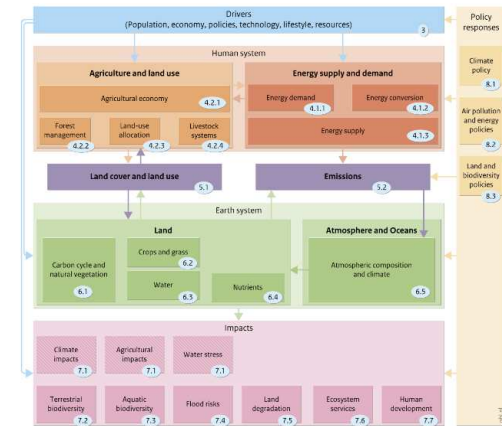 Drivers
(Population, economy, policies, technology, lifestyle, resources)
3
Policy
responses
Human system
Agriculture and land use
Energy supply and demand
Agricultural economy
4.2.1
Energy demand
4.1.1
Energy conversion
4.1.2
Forest
management
4.2.2
Land-use
allocation
4.2.3
Livestock
systems
4.2.4
Energy supply
4.1.3
Climate
policy
8.1
Air pollution
and energy
policies
8.2
Land and
biodiversity
policies
8.3
Land cover and land use
5.1
Emissions
5.2
Earth system
Land
Atmosphere and Oceans
Carbon cycle and
natural vegetation
6.1
Crops and grass
6.2
Water
6.3
Nutrients
6.4
Atmospheric composition
and climate
6.5
Impacts
Climate
impacts
7.1
Agricultural
impacts
7.1
Water stress
7.1
Terrestrial
biodiversity
7.2
Aquatic
biodiversity
7.3
Flood risks
7.4
Land
degradation
7.5
Ecosystem
services
7.6
Human
development
7.7